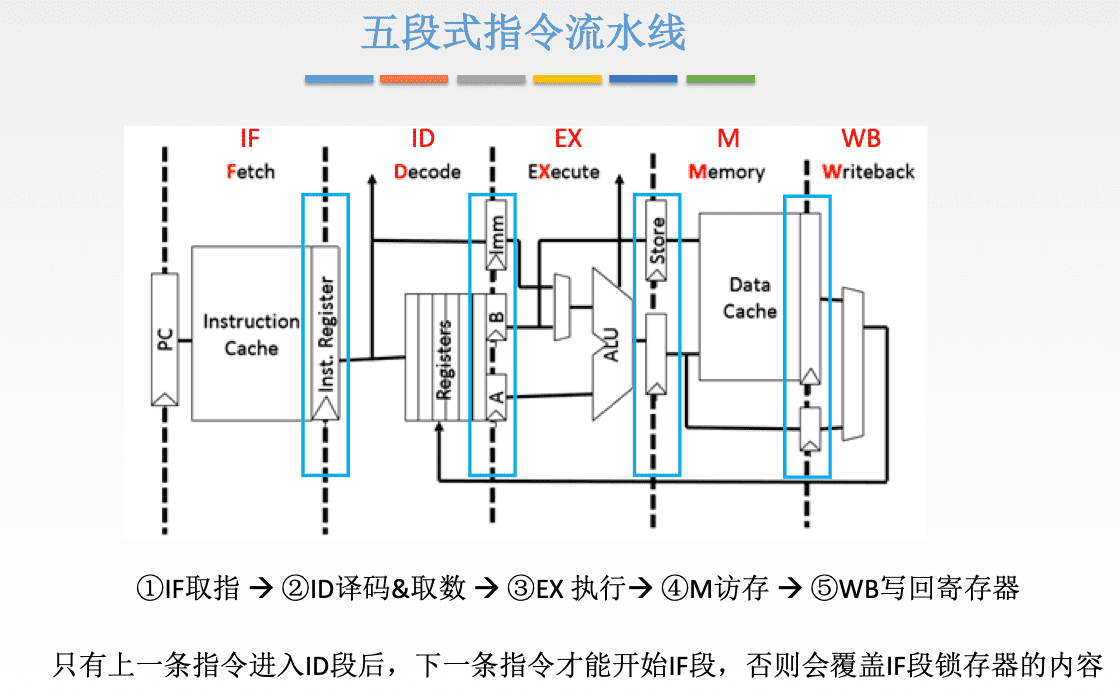 五段式指令流水线
IF
ID
EX
M
WB
Fetch
Decode
EXecute
Memory
Writeback
PC
Instruction
Cache
Inst. Register
Registers
Imm
B
A
ALU
Store
Data
Cache
①IF取指 → ②ID译码&取数 → ③EX 执行→ ④M访存 → ⑤WB写回寄存器
只有上一条指令进入ID段后，下一条指令才能开始IF段，否则会覆盖IF段锁存器的内容